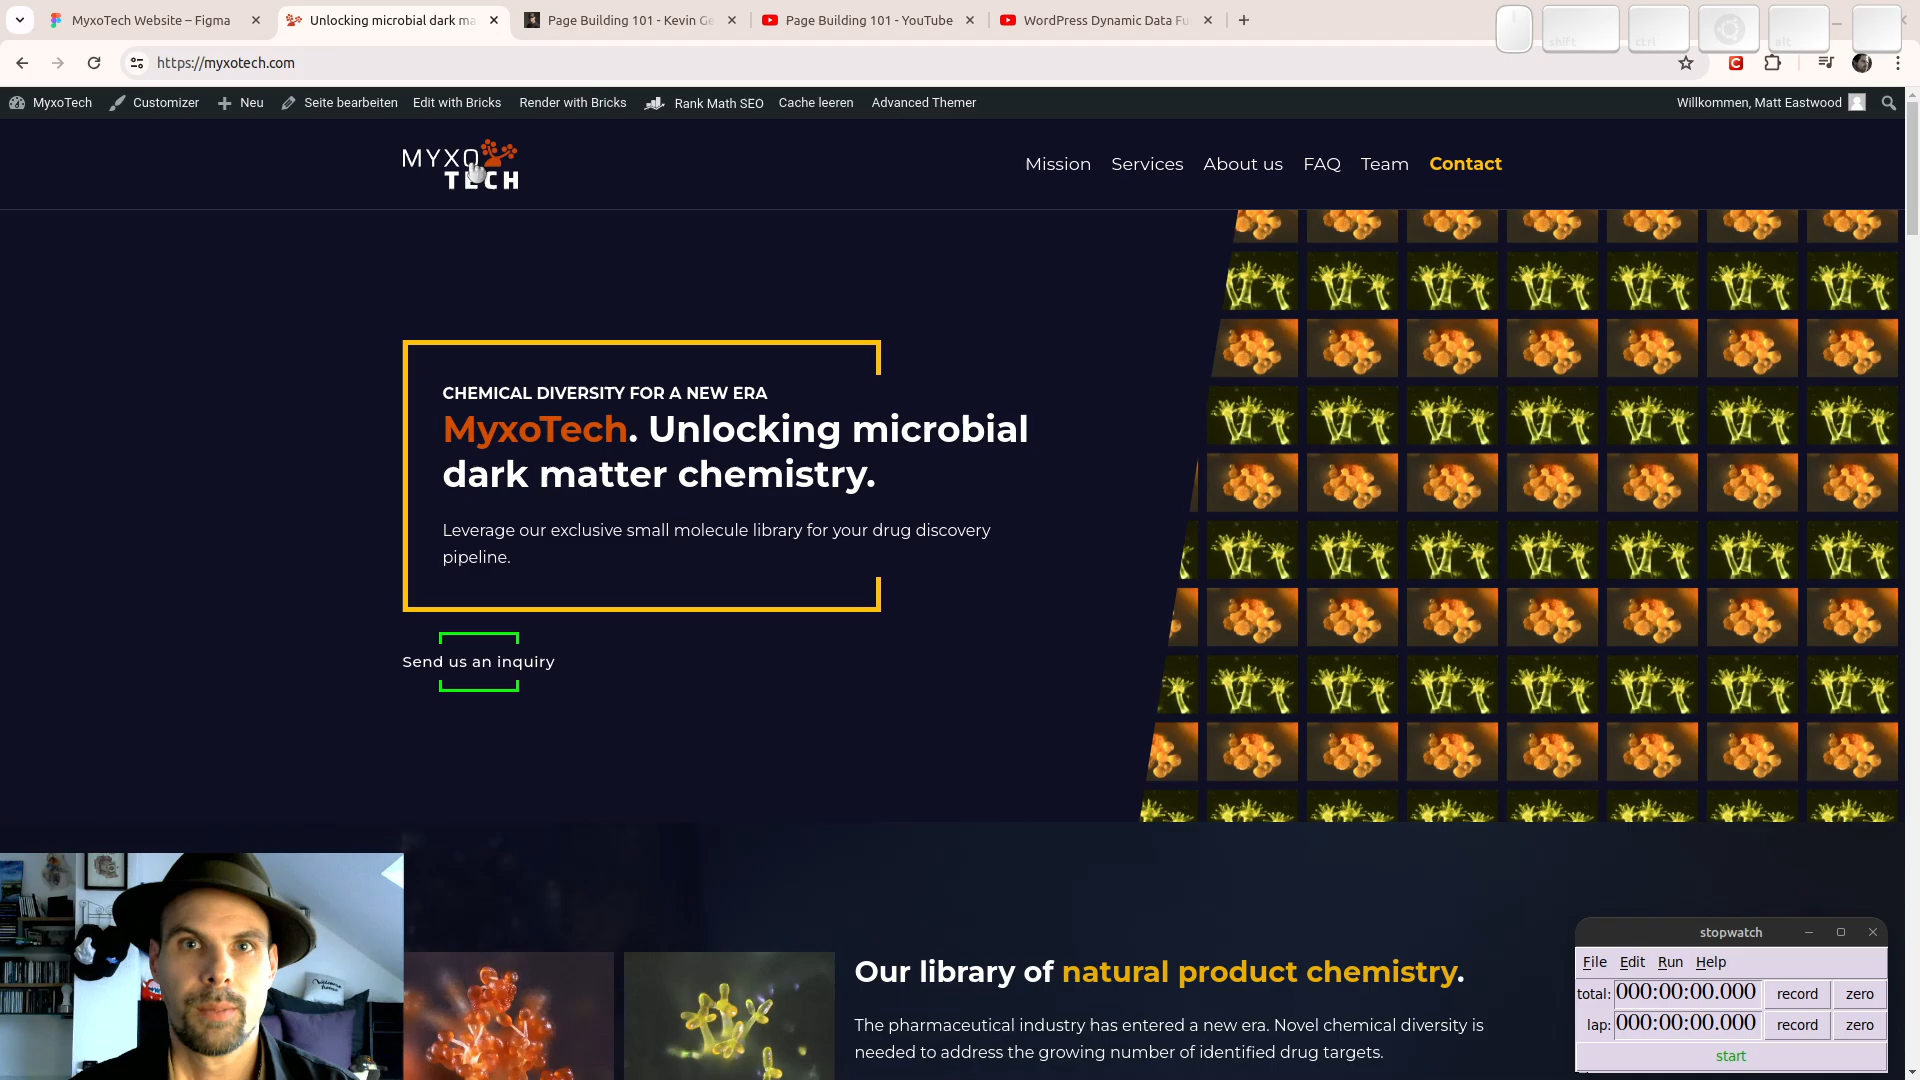 MyxoTech Website – Figma
Unlocking microbial dark ma
Page Building 101 - Kevin Ge
Page Building 101 - YouTube
WordPress Dynamic Data Fu
shift
ctrl
alt
https://myxotech.com
MyxoTech
Customizer
Neu
Seite bearbeiten
Edit with Bricks
Render with Bricks
Rank Math SEO
Cache leeren
Advanced Themer
Willkommen, Matt Eastwood
MYXO
TECH
Mission
Services
About us
FAQ
Team
Contact
CHEMICAL DIVERSITY FOR A NEW ERA
MyxoTech. Unlocking microbial
dark matter chemistry.
Leverage our exclusive small molecule library for your drug discovery
pipeline.
Send us an inquiry
Our library of natural product chemistry.
The pharmaceutical industry has entered a new era. Novel chemical diversity is
needed to address the growing number of identified drug targets.
stopwatch
File Edit Run Help
total: 000:00:00.000 record zero
lap: 000:00:00.000 record zero
start